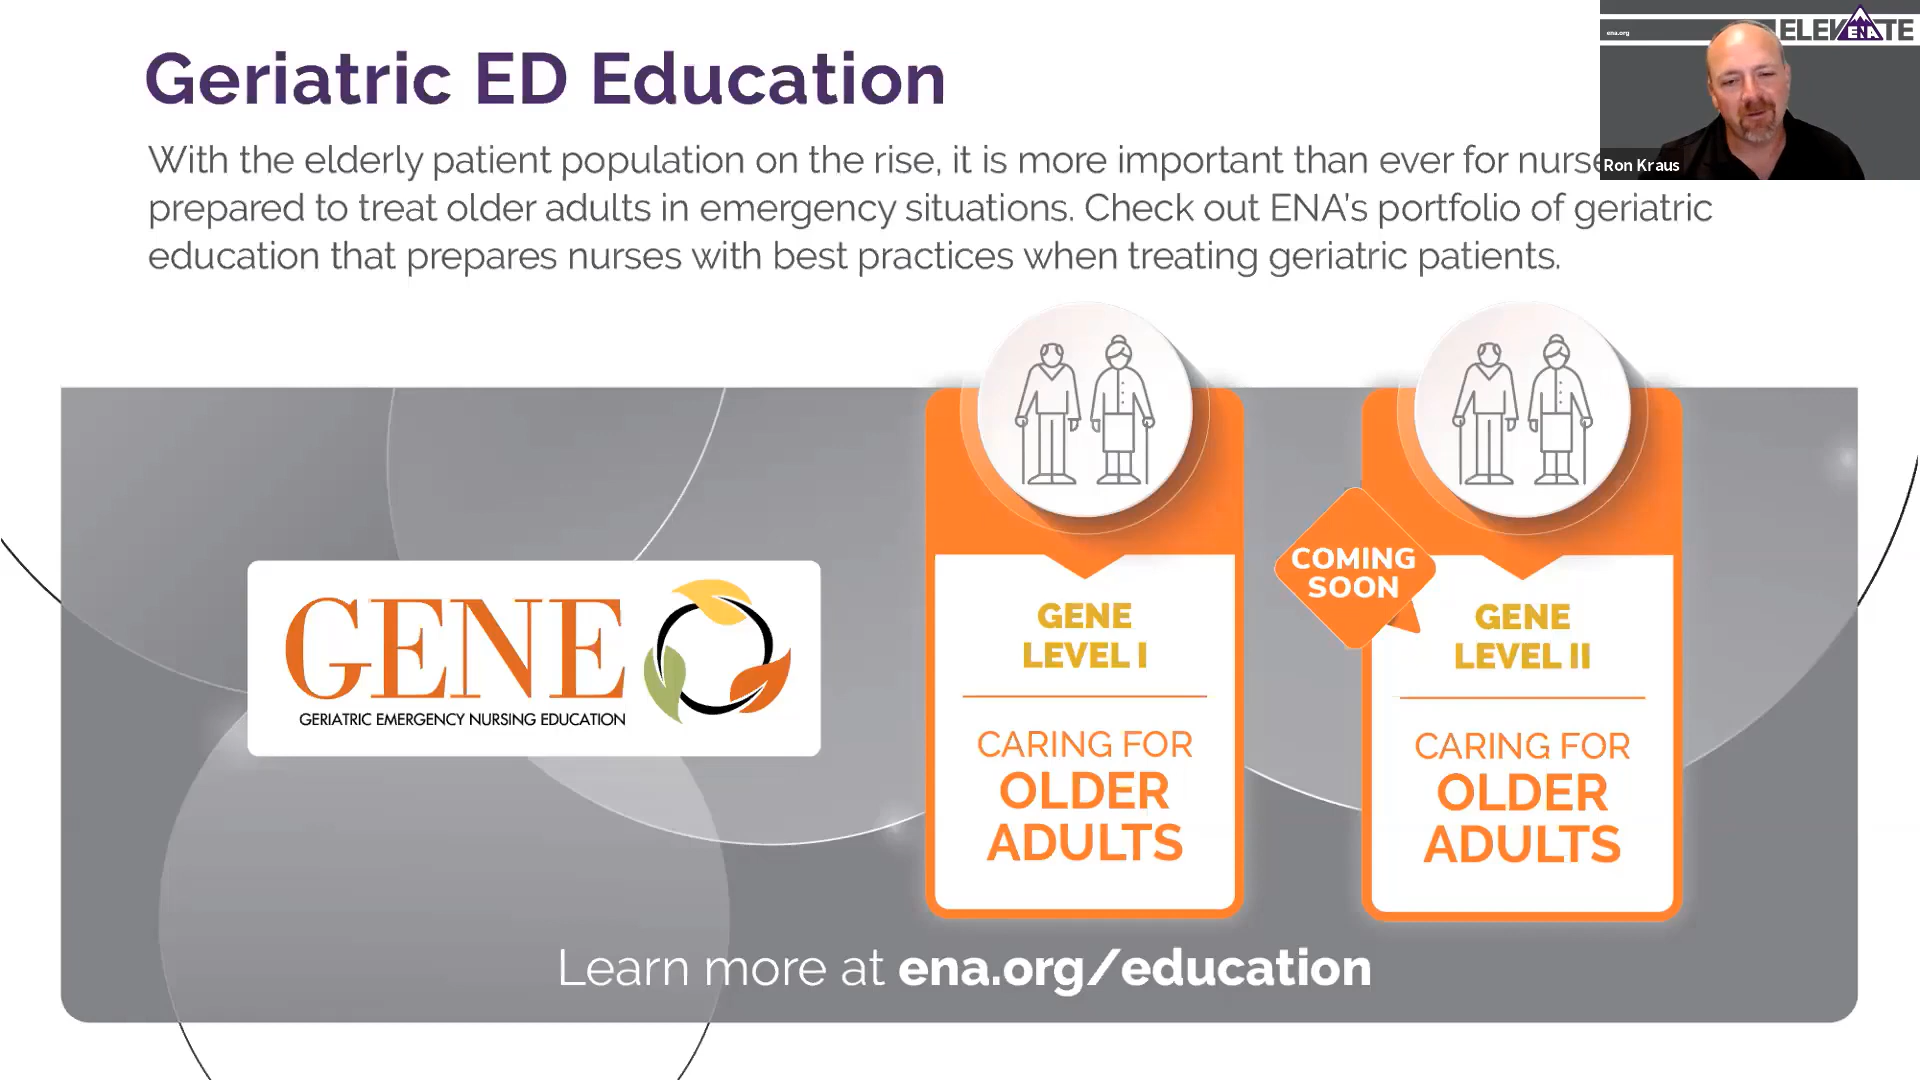 Geriatric ED Education
With the elderly patient population on the rise, it is more important than ever for nurse
prepared to treat older adults in emergency situations. Check out ENA's portfolio of geriatric
education that prepares nurses with best practices when treating geriatric patients.
ena.org
ELEVATE
ENA
Ron Kraus
GENE
GERIATRIC EMERGENCY NURSING EDUCATION
GENE
LEVEL I
CARING FOR
OLDER
ADULTS
COMING
SOON
GENE
LEVEL II
CARING FOR
OLDER
ADULTS
Learn more at ena.org/education